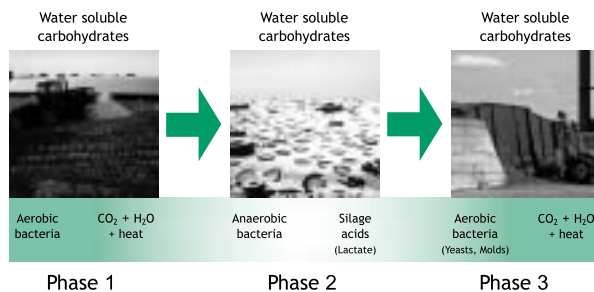 Water soluble
carbohydrates
Water soluble
carbohydrates
Water soluble
carbohydrates
Aerobic
bacteria
CO₂ + H₂O
+ heat
Anaerobic
bacteria
Silage
acids
(Lactate)
Aerobic
bacteria
(Yeasts, Molds)
CO₂ + H₂O
+ heat
Phase 1
Phase 2
Phase 3